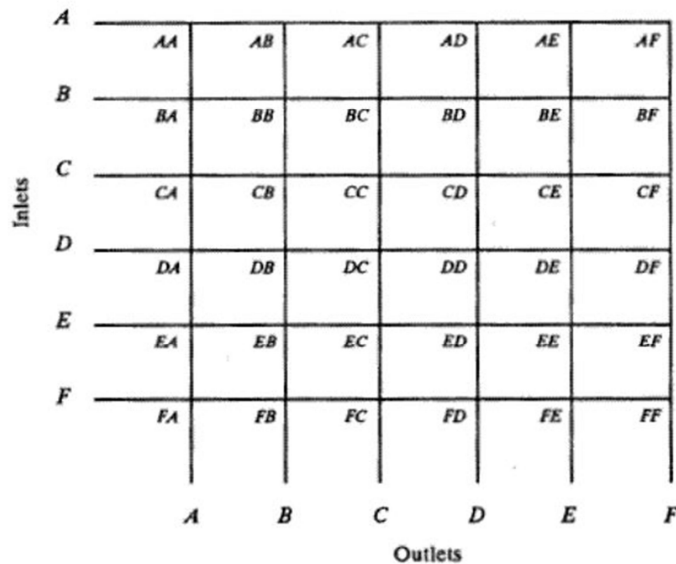 A
AA AB AC AD AE AF
B
BA BB BC BD BE BF
C
CA CB CC CD CE CF
Inlets
D
DA DB DC DD DE DF
E
EA EB EC ED EE EF
F
FA FB FC FD FE FF
A B C D E F
Outlets